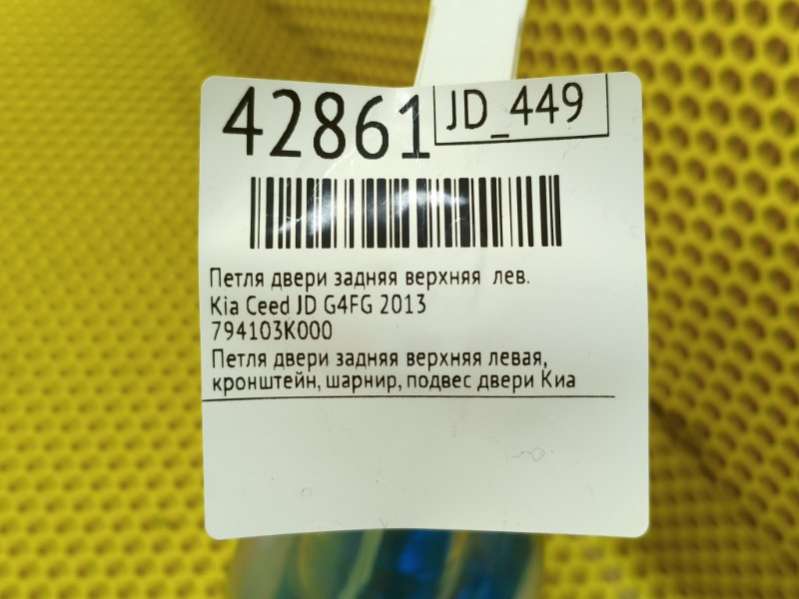 42861 JD_449
Петля двери задняя верхняя лев.
Kia Ceed JD G4FG 2013
794103K000
Петля двери задняя верхняя левая,
кронштейн, шарнир, подвес двери Киа